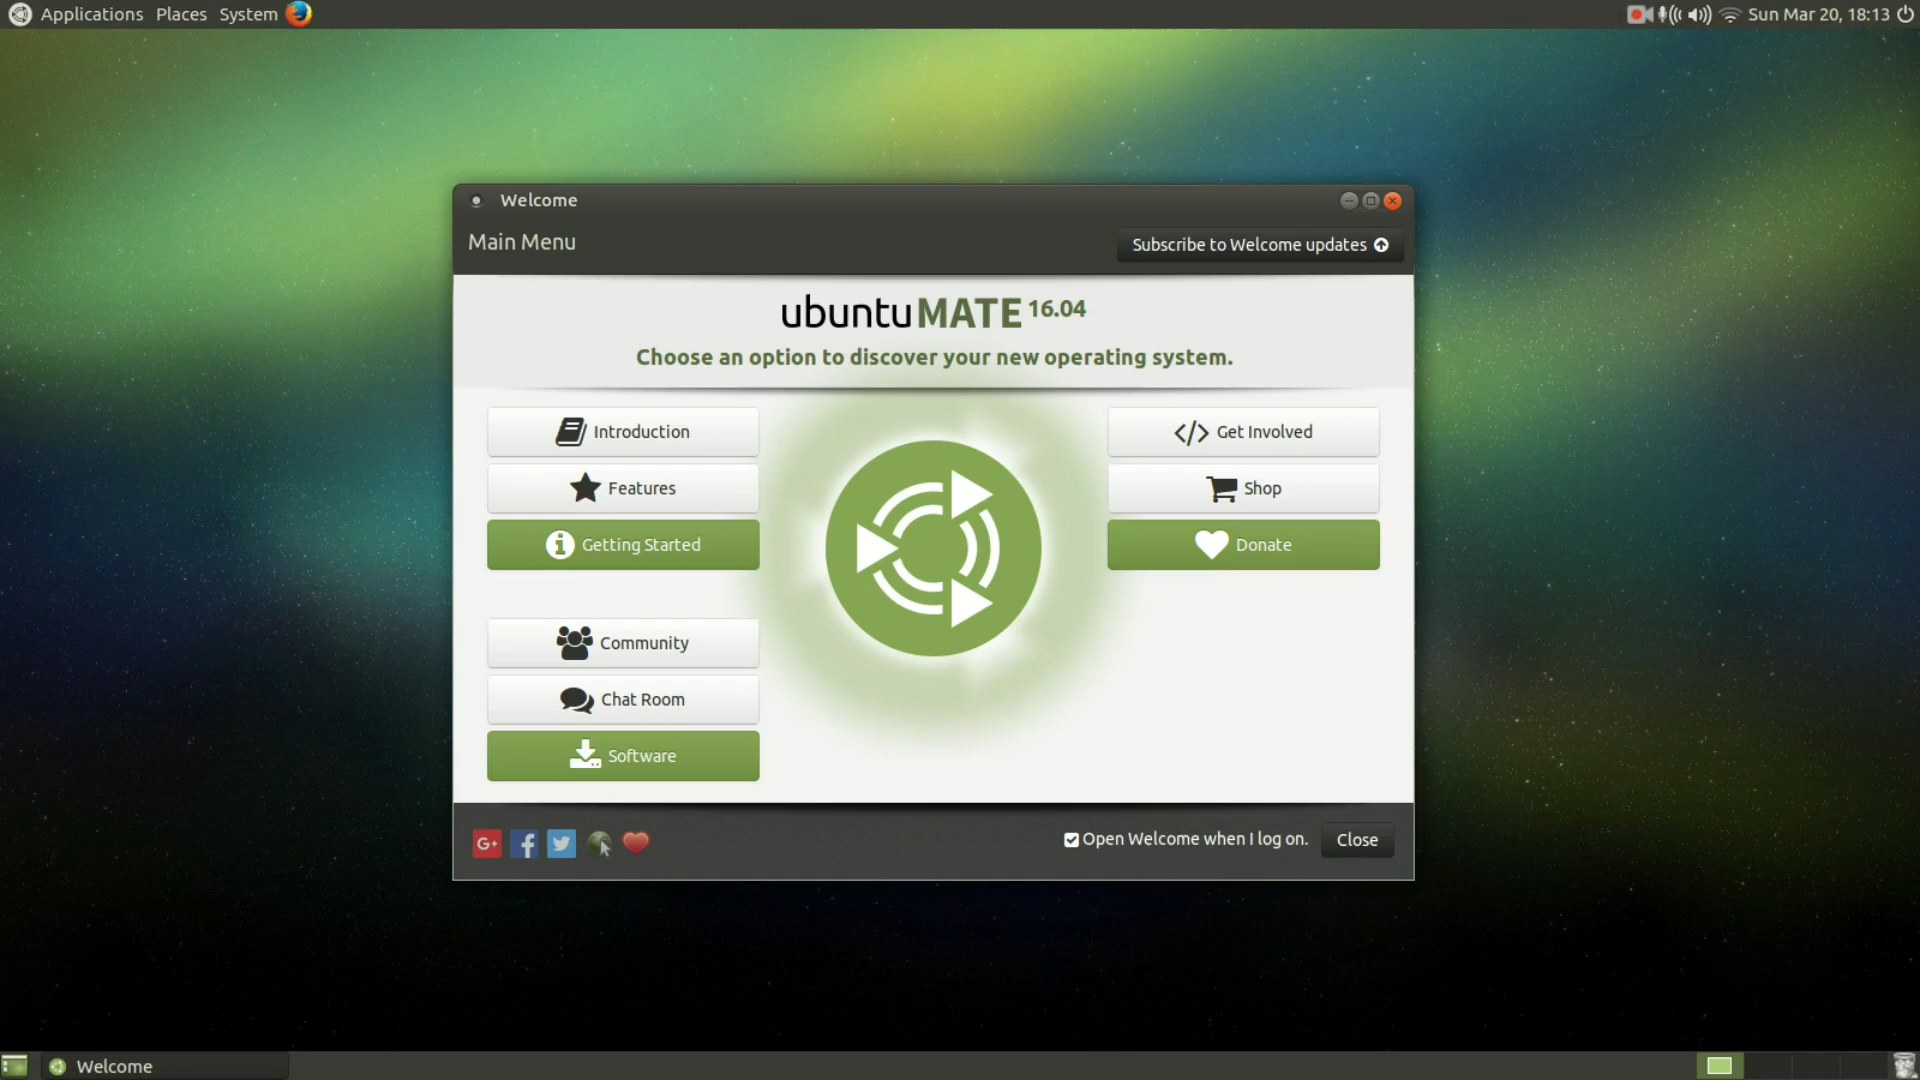 Applications Places System
Sun Mar 20, 18:13
Welcome
Main Menu
Subscribe to Welcome updates
ubuntu MATE 16.04
Choose an option to discover your new operating system.
Introduction
Features
Getting Started
Community
Chat Room
Software
Get Involved
Shop
Donate
G+
Open Welcome when I log on.
Close
Welcome